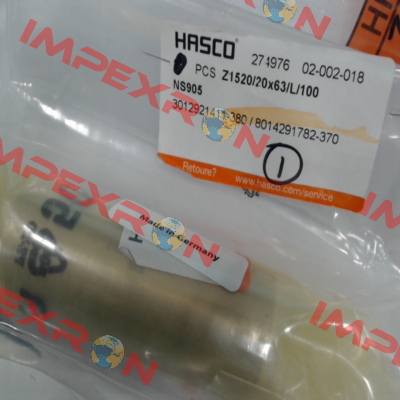 HASCO®
274976 02-002-018
PCS Z1520/20x63/L/100
NS905
3012921411-380 / 8014291782-370
1
Retoure? www.hasco.com/service
Made in Germany
H
IMPEXRON
IMPEXRON
IMPEXRON
IMPEXRON